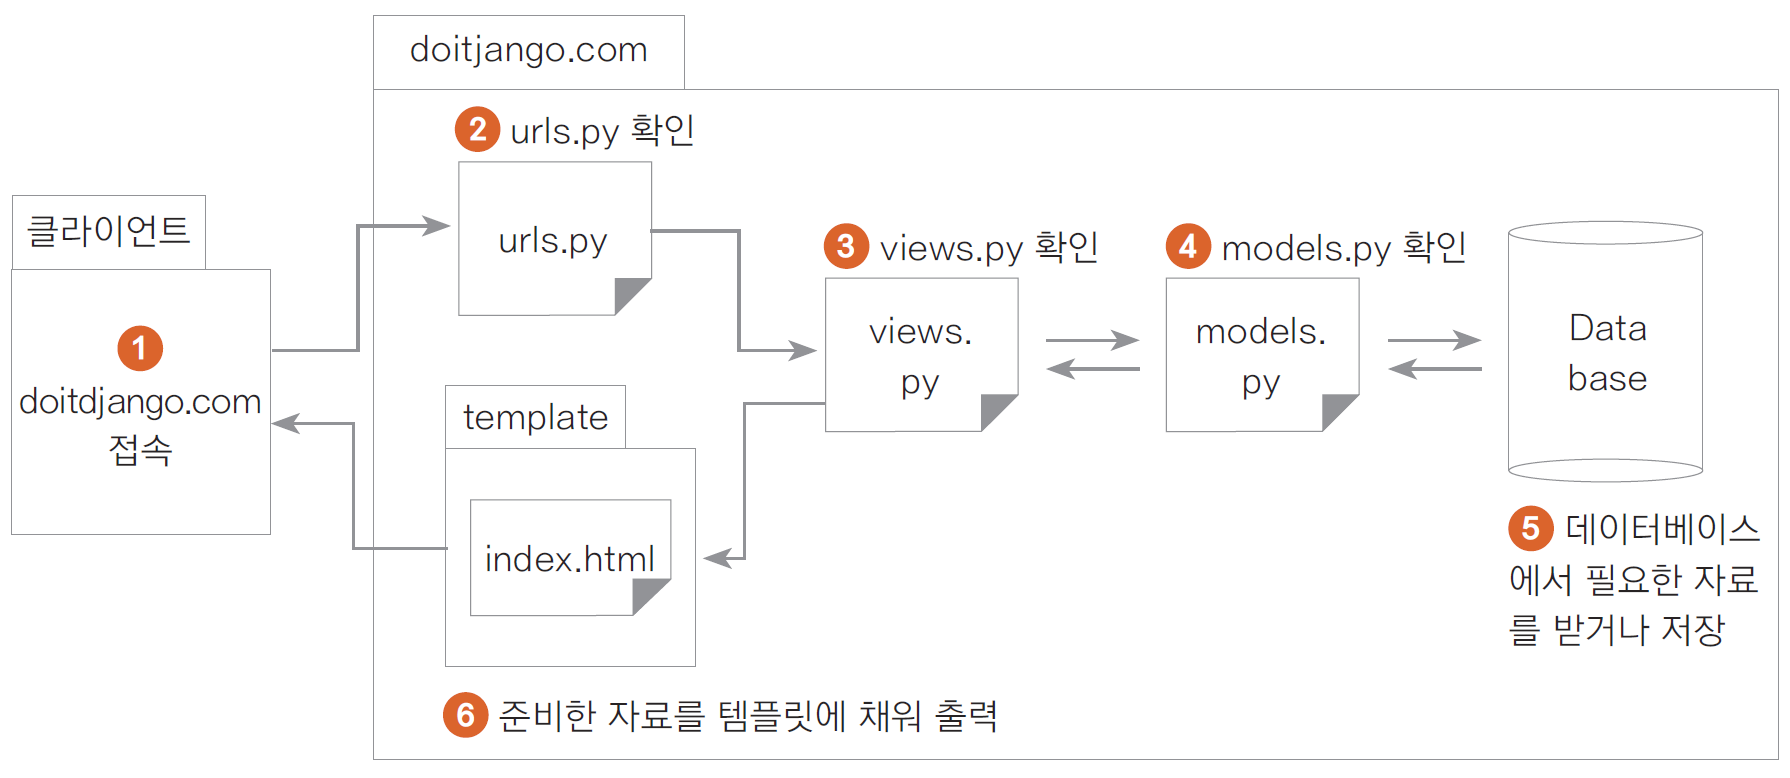 doitjango.com
2 urls.py 확인
urls.py
클라이언트
1
doitdjango.com
접속
3 views.py 확인
views.
py
4 models.py 확인
models.
py
Data
base
5 데이터베이스
에서 필요한 자료
를 받거나 저장
template
index.html
6 준비한 자료를 템플릿에 채워 출력